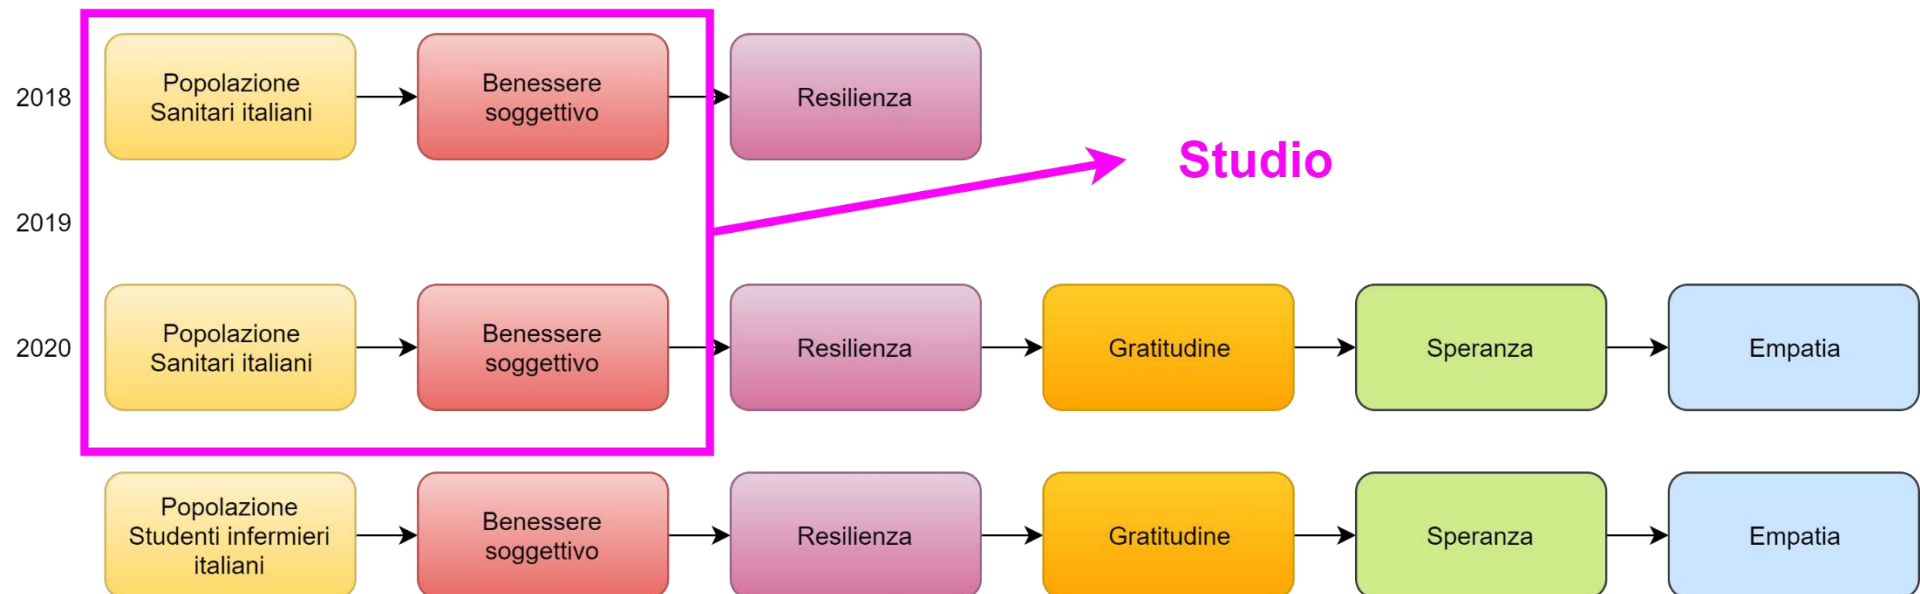 2018
Popolazione
Sanitari italiani
Benessere
soggettivo
Resilienza
Studio
2019
2020
Popolazione
Sanitari italiani
Benessere
soggettivo
Resilienza
Gratitudine
Speranza
Empatia
Popolazione
Studenti infermieri
italiani
Benessere
soggettivo
Resilienza
Gratitudine
Speranza
Empatia